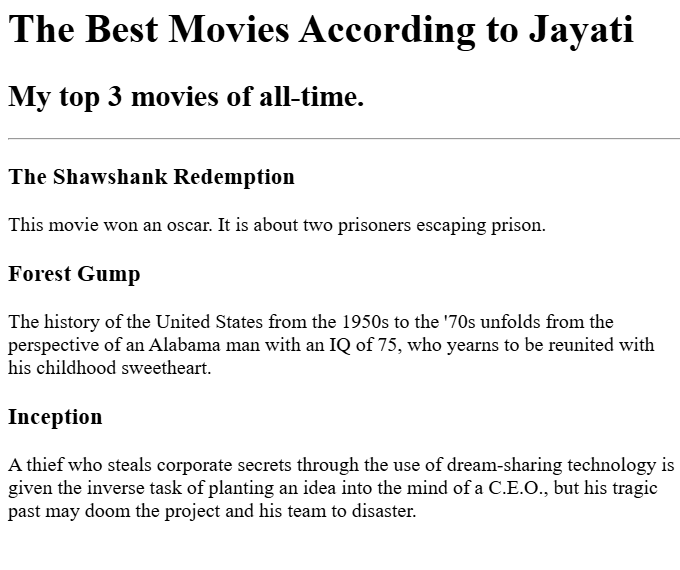 The Best Movies According to Jayati
My top 3 movies of all-time.
The Shawshank Redemption
This movie won an oscar. It is about two prisoners escaping prison.
Forest Gump
The history of the United States from the 1950s to the '70s unfolds from the
perspective of an Alabama man with an IQ of 75, who yearns to be reunited with
his childhood sweetheart.
Inception
A thief who steals corporate secrets through the use of dream-sharing technology is
given the inverse task of planting an idea into the mind of a C.E.O., but his tragic
past may doom the project and his team to disaster.